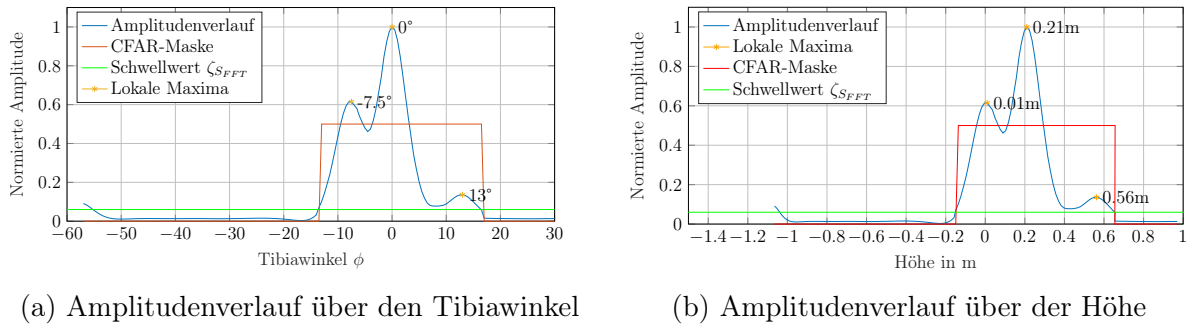 Normierte Amplitude
1
0.8
0.6
0.4
0.2
0
Amplitudenverlauf
CFAR-Maske
Schwellwert ζ_{S_{FFT}}
Lokale Maxima
0°
-7.5°
13°
−60 −50 −40 −30 −20 −10 0 10 20 30
Tibiawinkel ϕ
(a) Amplitudenverlauf über den Tibiawinkel
Normierte Amplitude
1
0.8
0.6
0.4
0.2
0
Amplitudenverlauf
Lokale Maxima
CFAR-Maske
Schwellwert ζ_{S_{FFT}}
0.21m
0.01m
0.56m
−1.4 −1.2 −1 −0.8 −0.6 −0.4 −0.2 0 0.2 0.4 0.6 0.8 1
Höhe in m
(b) Amplitudenverlauf über der Höhe